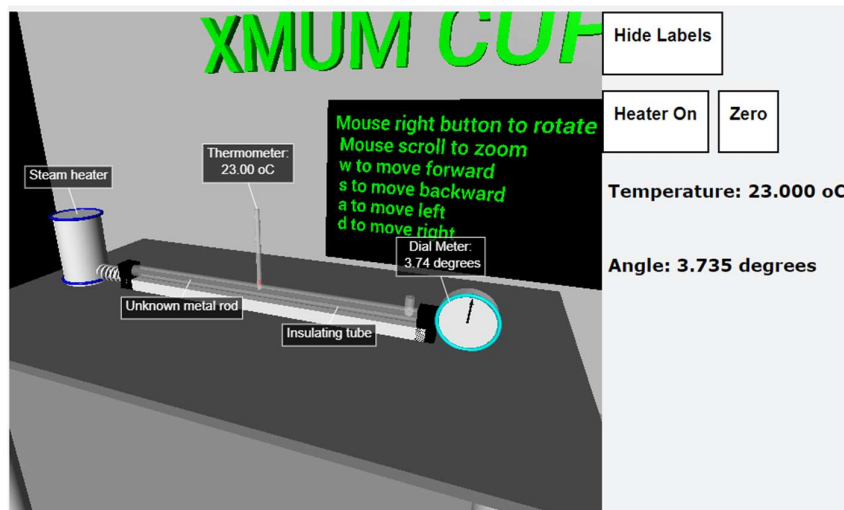 XMUM CUP
Hide Labels
Heater On
Zero
Mouse right button to rotate
Mouse scroll to zoom
w to move forward
s to move backward
a to move left
d to move right
Thermometer:
23.00 oC
Steam heater
Temperature: 23.000 oC
Dial Meter:
3.74 degrees
Angle: 3.735 degrees
Unknown metal rod
Insulating tube